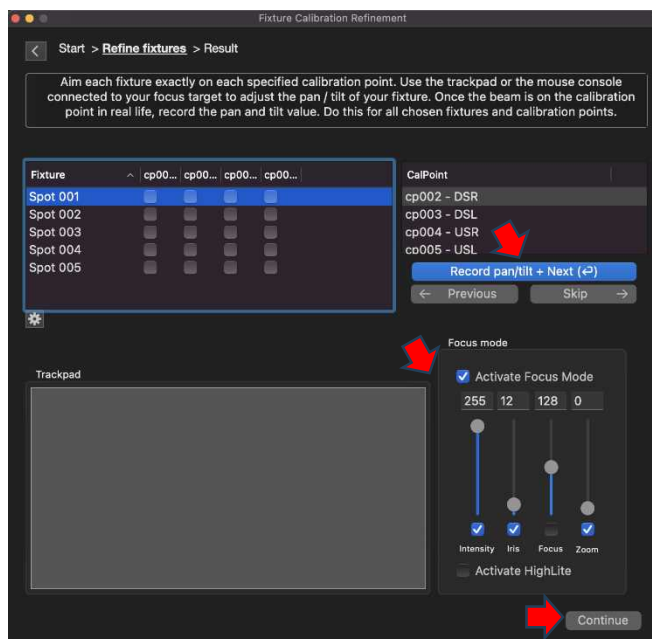 Fixture Calibration Refinement
Start > Refine fixtures > Result
Aim each fixture exactly on each specified calibration point. Use the trackpad or the mouse console
connected to your focus target to adjust the pan / tilt of your fixture. Once the beam is on the calibration
point in real life, record the pan and tilt value. Do this for all chosen fixtures and calibration points.
Fixture cp00... cp00... cp00... cp00...
Spot 001
Spot 002
Spot 003
Spot 004
Spot 005
CalPoint
cp002 - DSR
cp003 - DSL
cp004 - USR
cp005 - USL
Record pan/tilt + Next (↩)
← Previous Skip →
Trackpad
Focus mode
Activate Focus Mode
255 12 128 0
Intensity Iris Focus Zoom
Activate HighLite
Continue